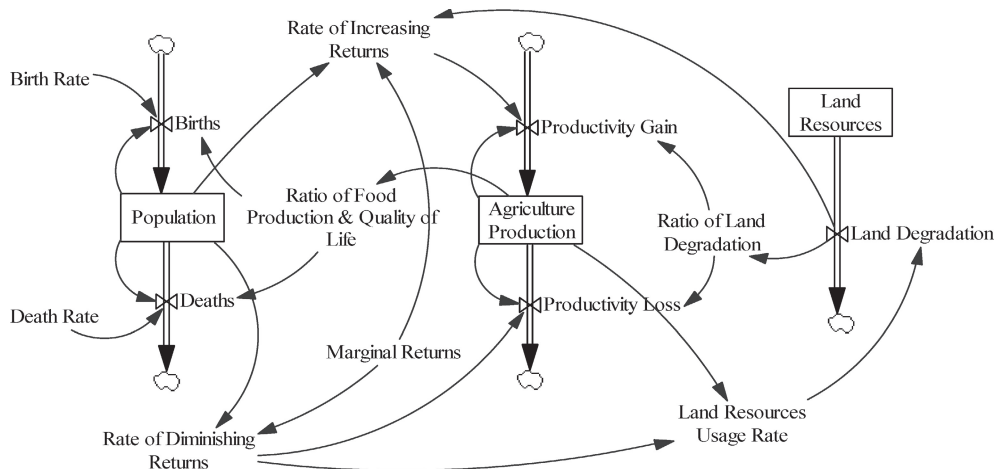 Rate of Increasing
Returns
Birth Rate
Births
Productivity Gain
Land
Resources
Population
Ratio of Food
Production & Quality of
Life
Agriculture
Production
Ratio of Land
Degradation
Land Degradation
Deaths
Productivity Loss
Death Rate
Marginal Returns
Land Resources
Usage Rate
Rate of Diminishing
Returns